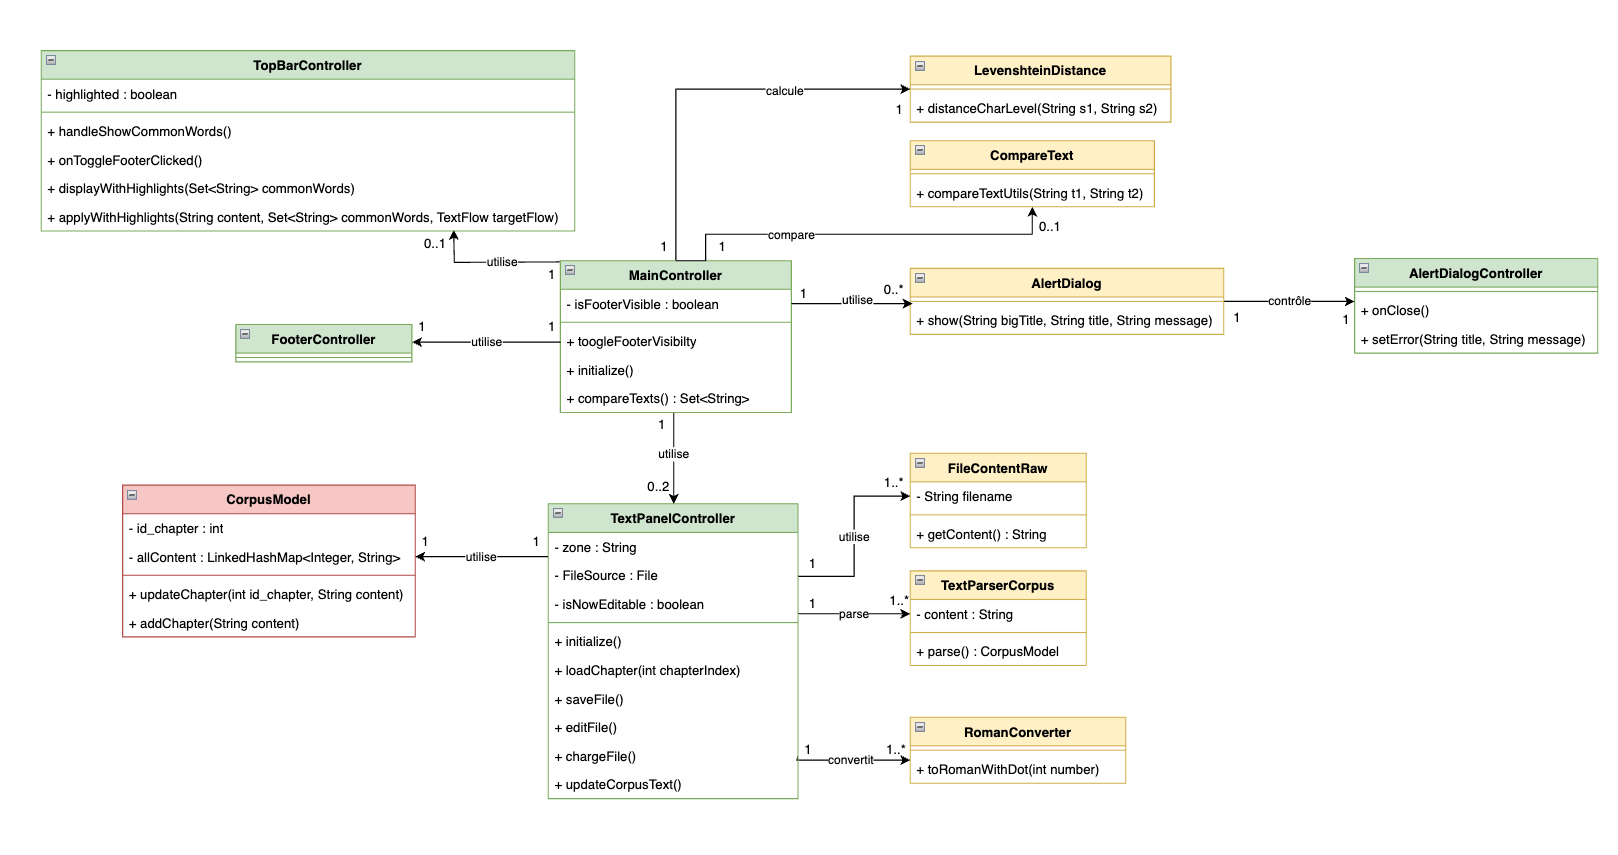 TopBarController
- highlighted : boolean
+ handleShowCommonWords()
+ onToggleFooterClicked()
+ displayWithHighlights(Set<String> commonWords)
+ applyWithHighlights(String content, Set<String> commonWords, TextFlow targetFlow)
0..1
utilise
1
LevenshteinDistance
+ distanceCharLevel(String s1, String s2)
calcule
1
1
CompareText
+ compareTextUtils(String t1, String t2)
compare
1
0..1
MainController
- isFooterVisible : boolean
+ toogleFooterVisibilty
+ initialize()
+ compareTexts() : Set<String>
1
utilise
0..*
AlertDialog
+ show(String bigTitle, String title, String message)
1
contrôle
1
AlertDialogController
+ onClose()
+ setError(String title, String message)
FooterController
1
utilise
1
1
utilise
0..2
CorpusModel
- id_chapter : int
- allContent : LinkedHashMap<Integer, String>
+ updateChapter(int id_chapter, String content)
+ addChapter(String content)
1
utilise
1
TextPanelController
- zone : String
- FileSource : File
- isNowEditable : boolean
+ initialize()
+ loadChapter(int chapterIndex)
+ saveFile()
+ editFile()
+ chargeFile()
+ updateCorpusText()
1
utilise
1..*
FileContentRaw
- String filename
+ getContent() : String
1
parse
1..*
TextParserCorpus
- content : String
+ parse() : CorpusModel
1
convertit
1..*
RomanConverter
+ toRomanWithDot(int number)